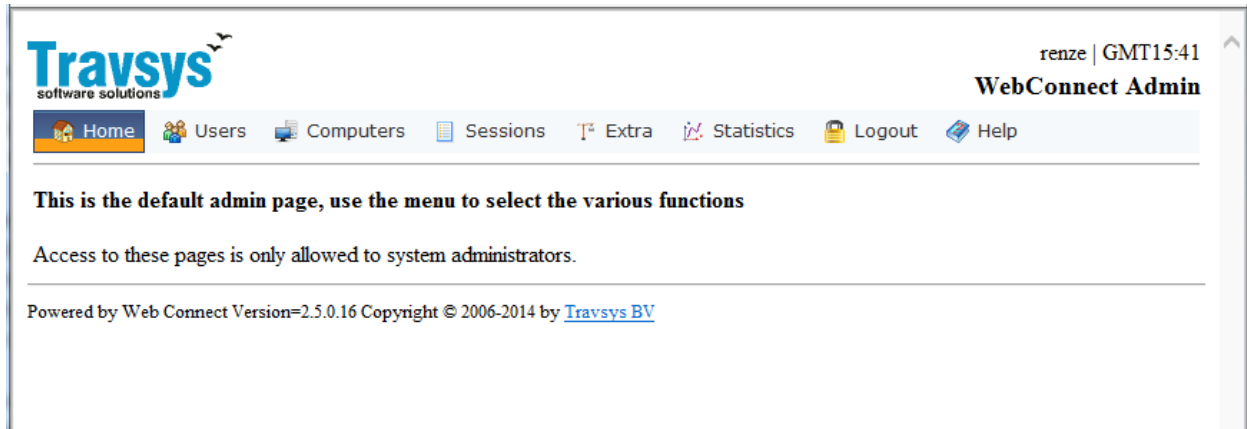 Travsys
software solutions
renze | GMT15:41
WebConnect Admin
Home Users Computers Sessions Extra Statistics Logout Help
This is the default admin page, use the menu to select the various functions
Access to these pages is only allowed to system administrators.
Powered by Web Connect Version=2.5.0.16 Copyright © 2006-2014 by Travsys BV